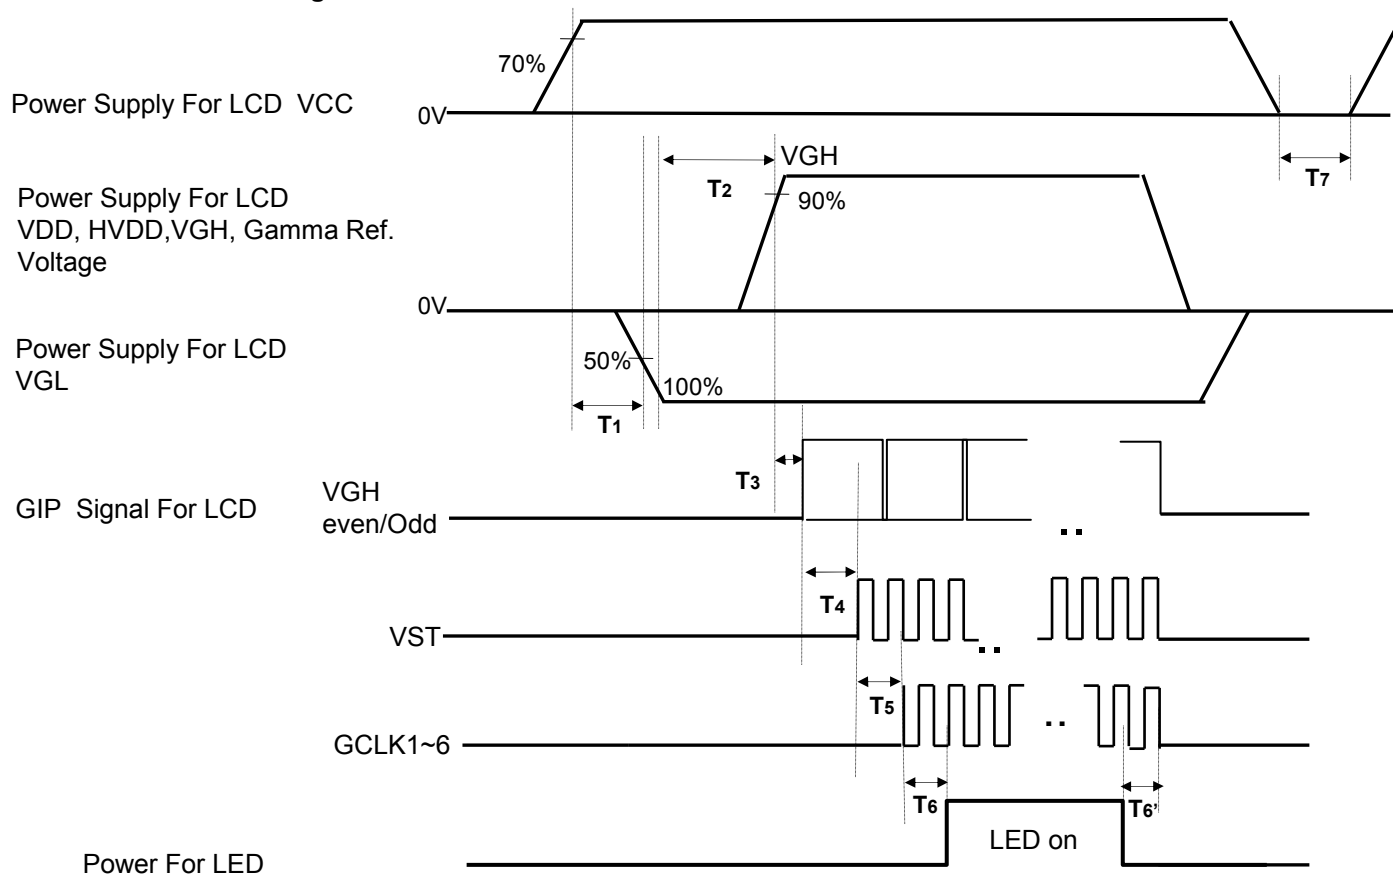 70%
Power Supply For LCD VCC
0V
VGH
T2
T7
90%
Power Supply For LCD
VDD, HVDD,VGH, Gamma Ref.
Voltage
0V
Power Supply For LCD
VGL
50%
100%
T1
T3
GIP Signal For LCD
VGH
even/Odd
..
T4
VST
..
T5
GCLK1~6
..
T6
T6'
LED on
Power For LED